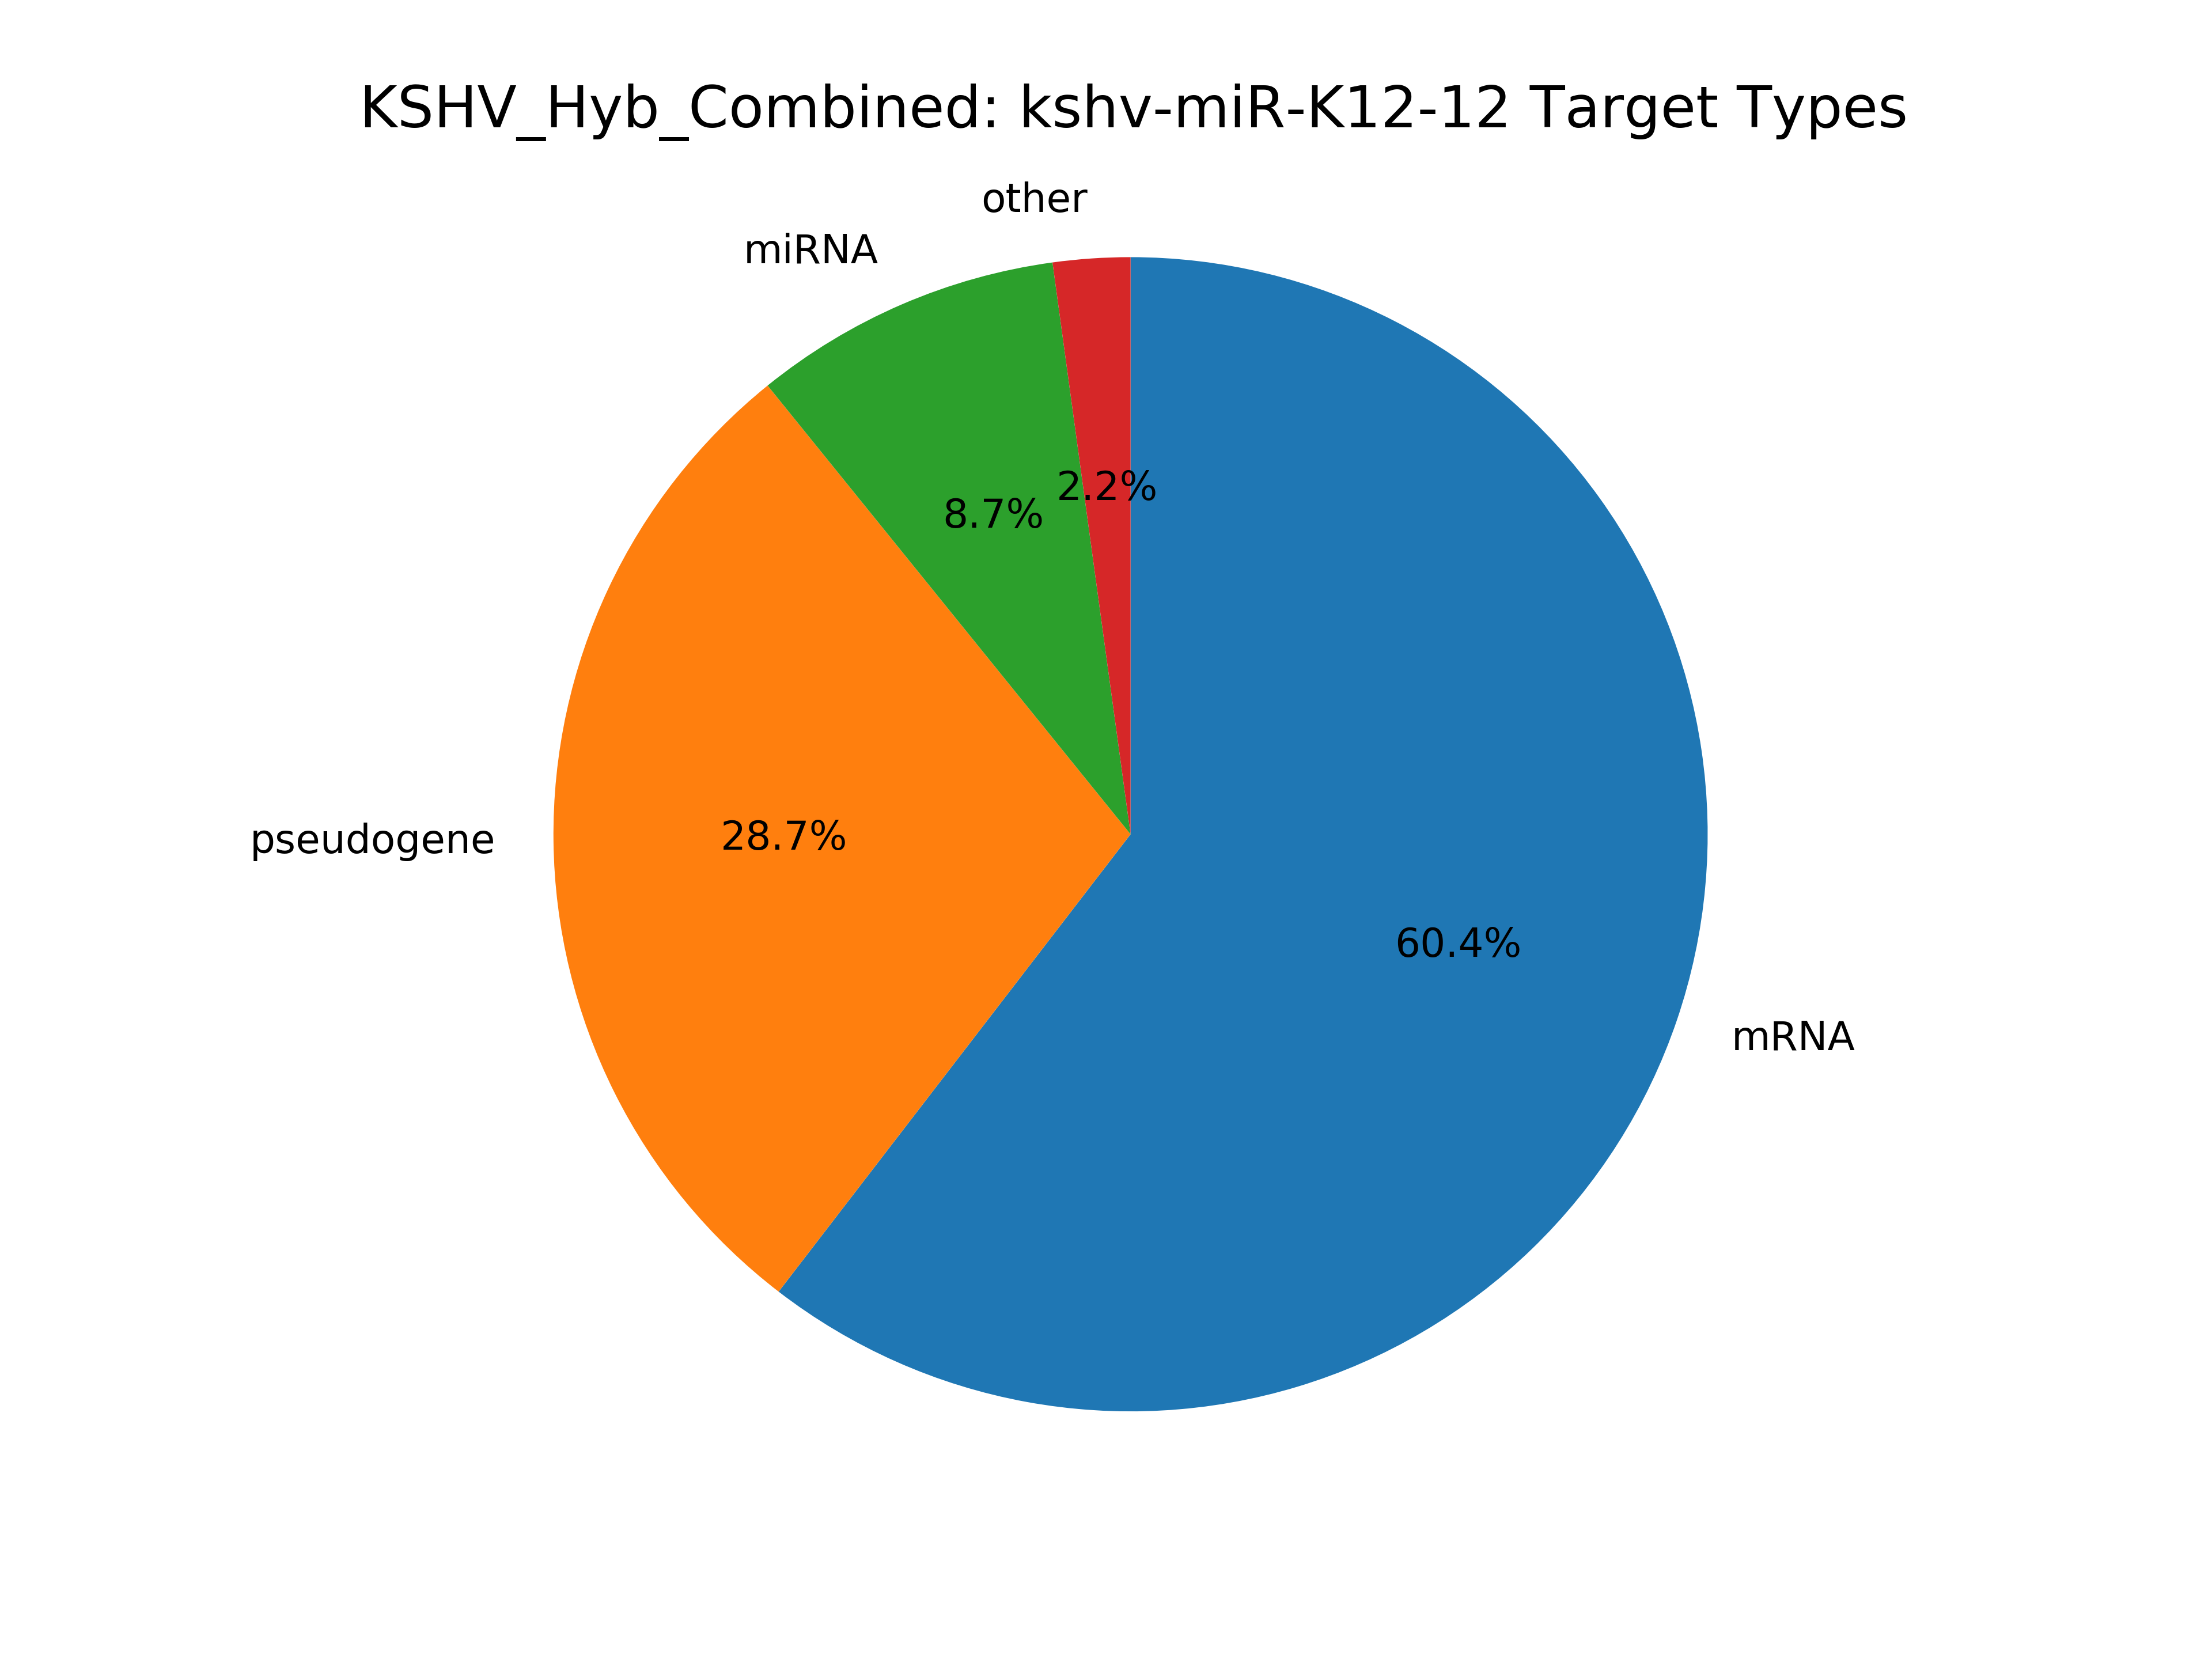 KSHV_Hyb_Combined: kshv-miR-K12-12 Target Types
other
miRNA
2.2%
8.7%
pseudogene
28.7%
60.4%
mRNA